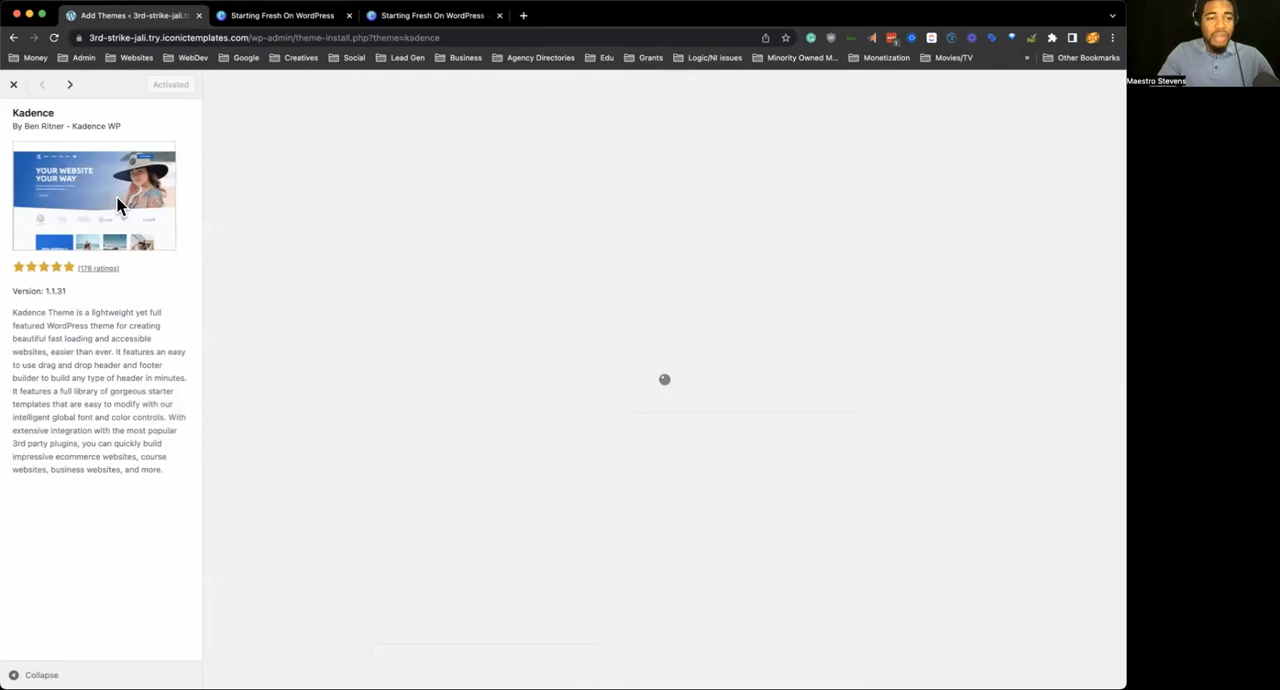 Add Themes ‹ 3rd-strike-jali.tr
Starting Fresh On WordPress
Starting Fresh On WordPress
3rd-strike-jali.try.iconictemplates.com/wp-admin/theme-install.php?theme=kadence
Money
Admin
Websites
WebDev
Google
Creatives
Social
Lead Gen
Business
Agency Directories
Edu
Grants
Logic/NI issues
Minority Owned M...
Monetization
Movies/TV
»
Other Bookmarks
Maestro Stevens
Activated
Kadence
By Ben Ritner - Kadence WP
YOUR WEBSITE
YOUR WAY
(178 ratings)
Version: 1.1.31
Kadence Theme is a lightweight yet full
featured WordPress theme for creating
beautiful fast loading and accessible
websites, easier than ever. It features an easy
to use drag and drop header and footer
builder to build any type of header in minutes.
It features a full library of gorgeous starter
templates that are easy to modify with our
intelligent global font and color controls. With
extensive integration with the most popular
3rd party plugins, you can quickly build
impressive ecommerce websites, course
websites, business websites, and more.
Collapse